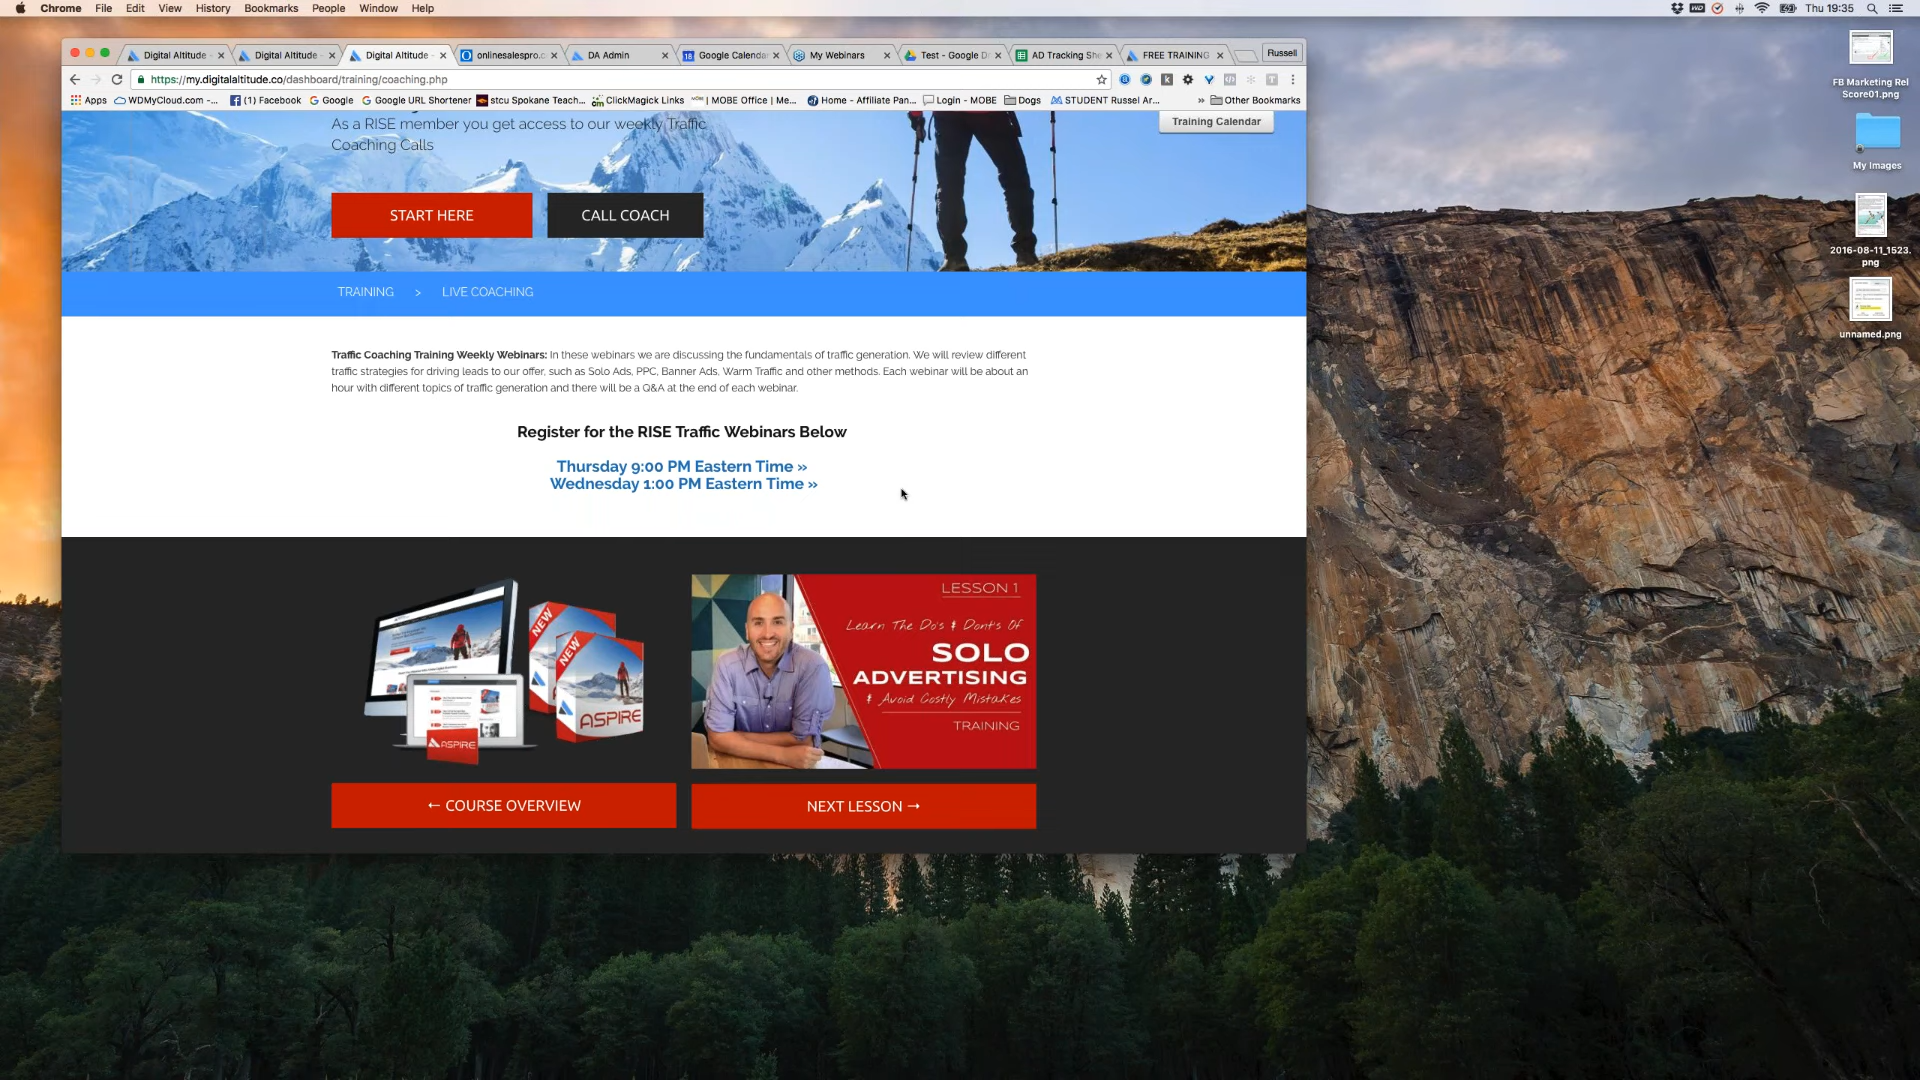 Chrome File Edit View History Bookmarks People Window Help
Thu 19:35
Digital Altitude -
Digital Altitude -
Digital Altitude -
onlinesalespro.c
DA Admin
Google Calenda
My Webinars
Test - Google Dr
AD Tracking She
FREE TRAINING
Russell
https://my.digitalaltitude.co/dashboard/training/coaching.php
Apps
WDMyCloud.com -...
(1) Facebook
Google
Google URL Shortener
stcu Spokane Teach...
ClickMagick Links
| MOBE Office | Me...
Home - Affiliate Pan...
Login - MOBE
Dogs
STUDENT Russel Ar...
»
Other Bookmarks
As a RISE member you get access to our weekly Traffic
Coaching Calls
Training Calendar
START HERE
CALL COACH
TRAINING > LIVE COACHING
Traffic Coaching Training Weekly Webinars: In these webinars we are discussing the fundamentals of traffic generation. We will review different
traffic strategies for driving leads to our offer, such as Solo Ads, PPC, Banner Ads, Warm Traffic and other methods. Each webinar will be about an
hour with different topics of traffic generation and there will be a Q&A at the end of each webinar.
Register for the RISE Traffic Webinars Below
Thursday 9:00 PM Eastern Time »
Wednesday 1:00 PM Eastern Time »
NEW
NEW
ASPIRE
ASPIRE
LESSON 1
Learn The Do's & Dont's Of
SOLO
ADVERTISING
& Avoid Costly Mistakes
TRAINING
← COURSE OVERVIEW
NEXT LESSON →
FB Marketing Rel
Score01.png
My Images
2016-08-11_1523.
png
unnamed.png